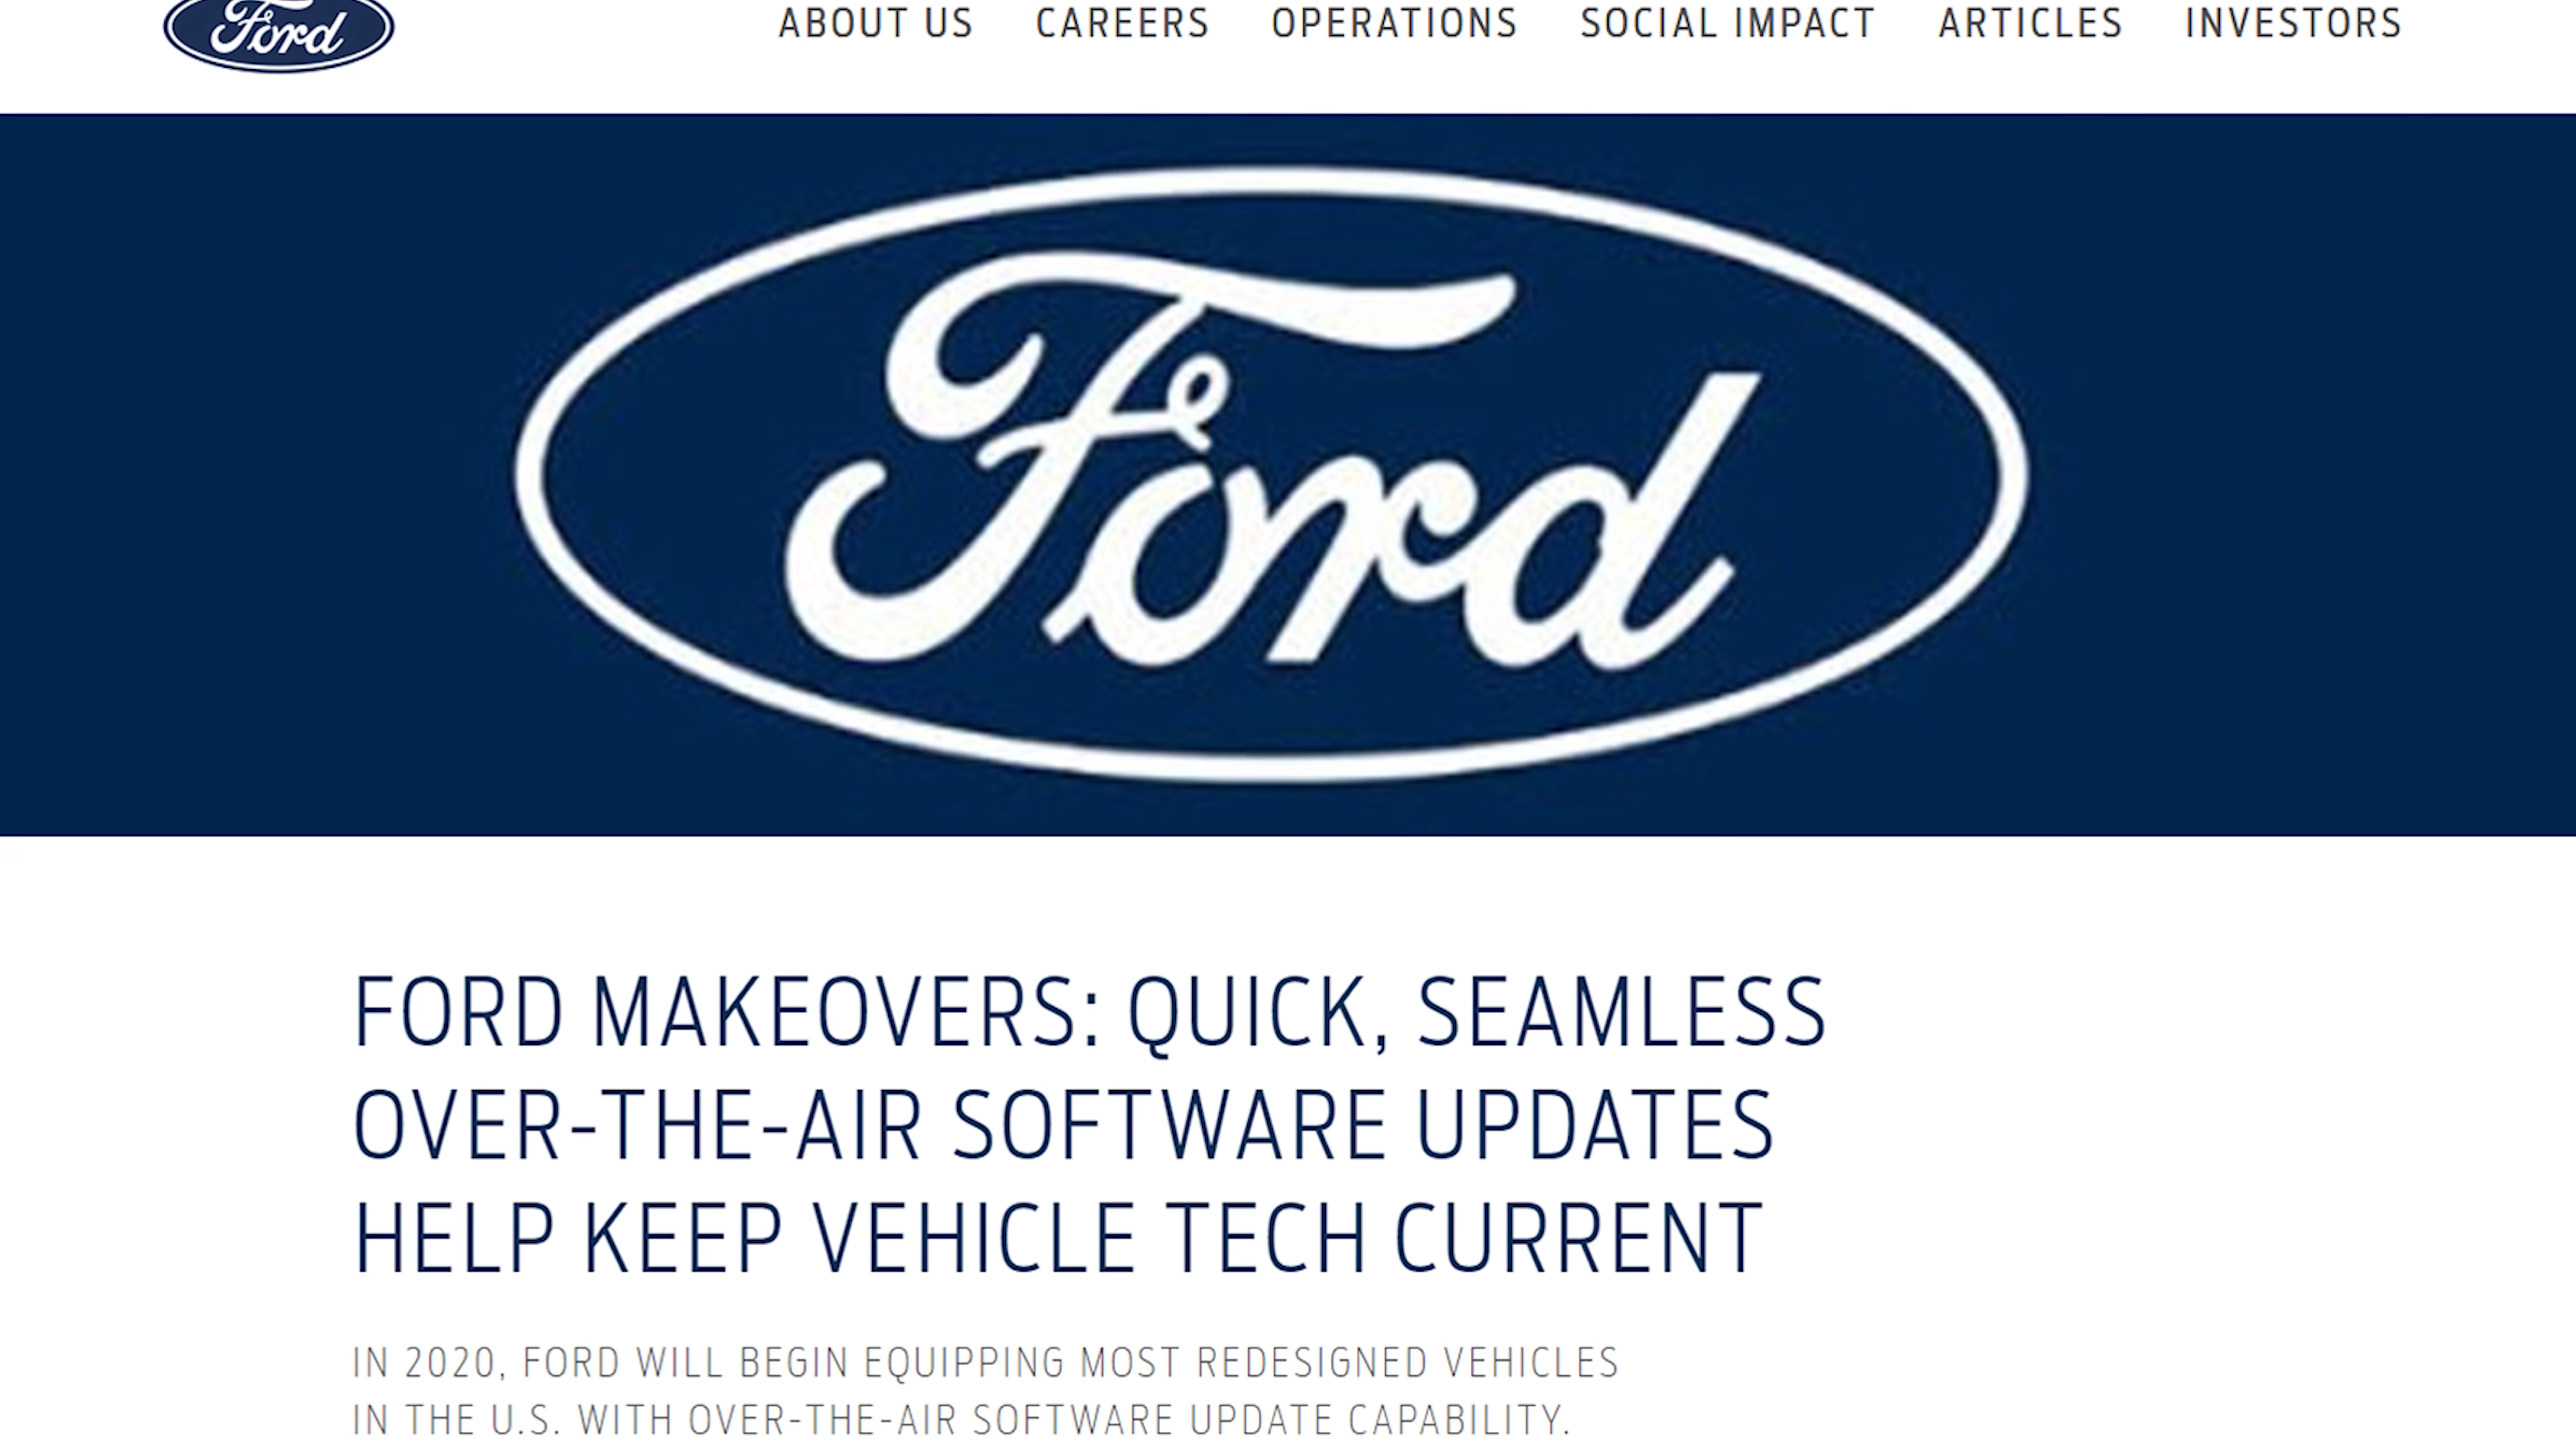 Ford
ABOUT US CAREERS OPERATIONS SOCIAL IMPACT ARTICLES INVESTORS
Ford
FORD MAKEOVERS: QUICK, SEAMLESS
OVER-THE-AIR SOFTWARE UPDATES
HELP KEEP VEHICLE TECH CURRENT
IN 2020, FORD WILL BEGIN EQUIPPING MOST REDESIGNED VEHICLES
IN THE U.S. WITH OVER-THE-AIR SOFTWARE UPDATE CAPABILITY.